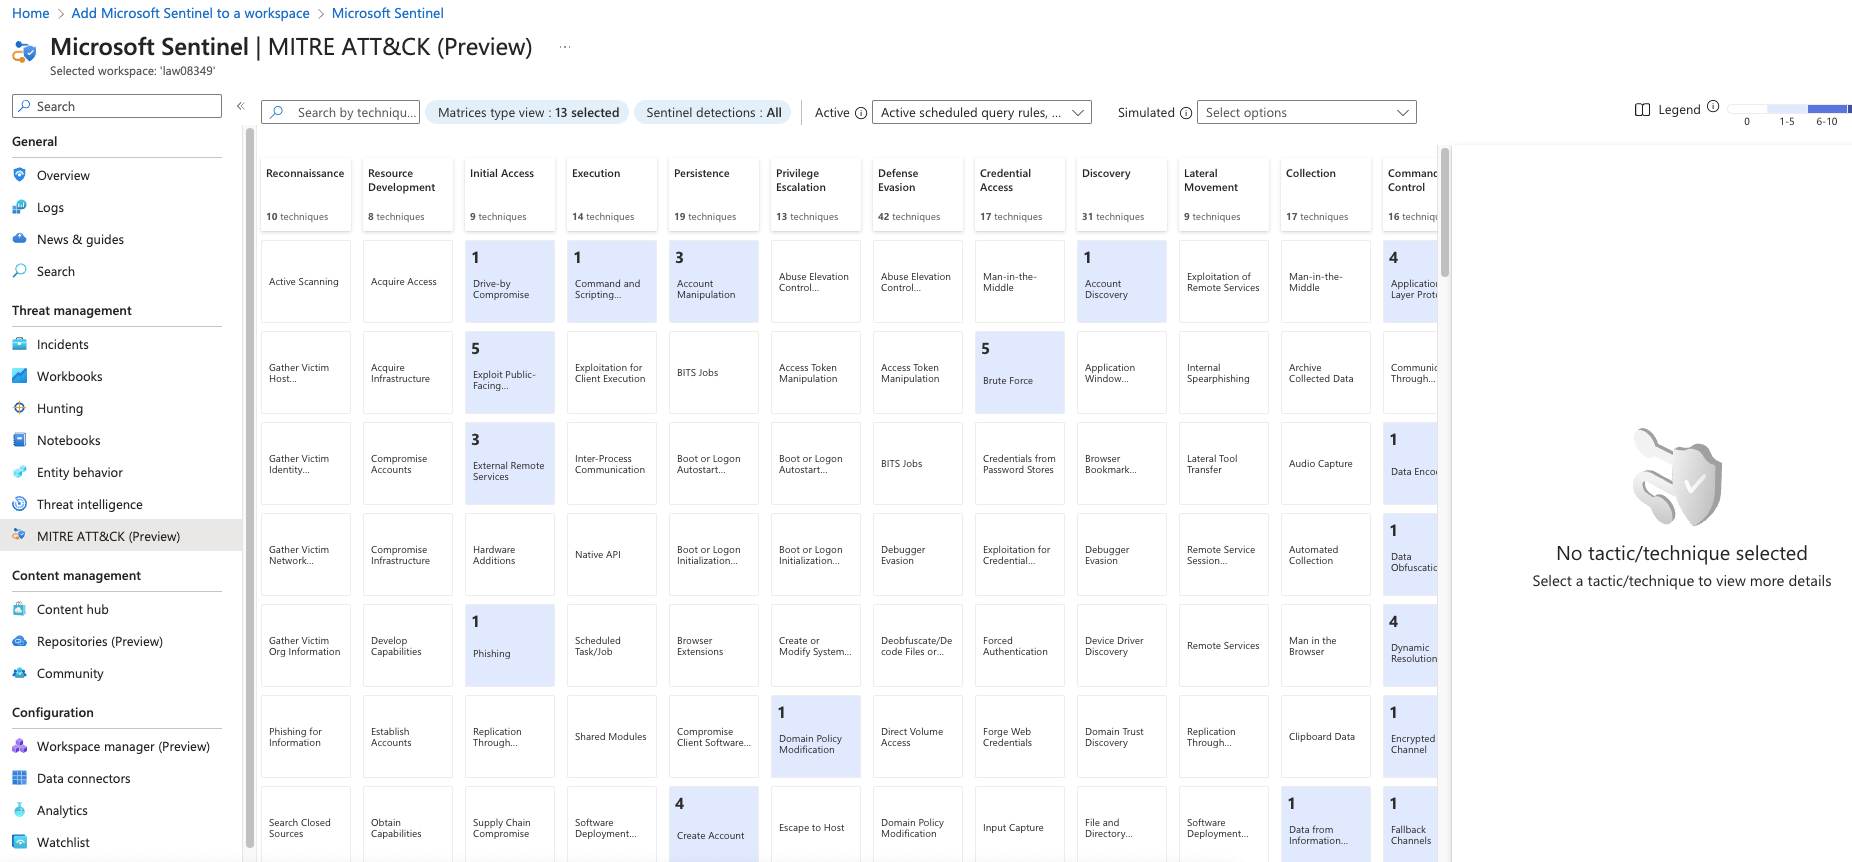 Home > Add Microsoft Sentinel to a workspace > Microsoft Sentinel
Microsoft Sentinel | MITRE ATT&CK (Preview) ...
Selected workspace: 'law08349'
Search «
General
Overview
Logs
News & guides
Search
Threat management
Incidents
Workbooks
Hunting
Notebooks
Entity behavior
Threat intelligence
MITRE ATT&CK (Preview)
Content management
Content hub
Repositories (Preview)
Community
Configuration
Workspace manager (Preview)
Data connectors
Analytics
Watchlist
Search by techniqu... Matrices type view : 13 selected Sentinel detections : All Active Active scheduled query rules, ... Simulated Select options Legend
0 1-5 6-10
Reconnaissance
10 techniques
Active Scanning
Gather Victim
Host...
Gather Victim
Identity...
Gather Victim
Network...
Gather Victim
Org Information
Phishing for
Information
Search Closed
Sources
Resource
Development
8 techniques
Acquire Access
Acquire
Infrastructure
Compromise
Accounts
Compromise
Infrastructure
Develop
Capabilities
Establish
Accounts
Obtain
Capabilities
Initial Access
9 techniques
1
Drive-by
Compromise
5
Exploit Public-
Facing...
3
External Remote
Services
Hardware
Additions
1
Phishing
Replication
Through...
Supply Chain
Compromise
Execution
14 techniques
1
Command and
Scripting...
Exploitation for
Client Execution
Inter-Process
Communication
Native API
Scheduled
Task/Job
Shared Modules
Software
Deployment...
Persistence
19 techniques
3
Account
Manipulation
BITS Jobs
Boot or Logon
Autostart...
Boot or Logon
Initialization...
Browser
Extensions
Compromise
Client Software...
4
Create Account
Privilege
Escalation
13 techniques
Abuse Elevation
Control...
Access Token
Manipulation
Boot or Logon
Autostart...
Boot or Logon
Initialization...
Create or
Modify System...
1
Domain Policy
Modification
Escape to Host
Defense
Evasion
42 techniques
Abuse Elevation
Control...
Access Token
Manipulation
BITS Jobs
Debugger
Evasion
Deobfuscate/De
code Files or...
Direct Volume
Access
Domain Policy
Modification
Credential
Access
17 techniques
Man-in-the-
Middle
5
Brute Force
Credentials from
Password Stores
Exploitation for
Credential...
Forced
Authentication
Forge Web
Credentials
Input Capture
Discovery
31 techniques
1
Account
Discovery
Application
Window...
Browser
Bookmark...
Debugger
Evasion
Device Driver
Discovery
Domain Trust
Discovery
File and
Directory...
Lateral
Movement
9 techniques
Exploitation of
Remote Services
Internal
Spearphishing
Lateral Tool
Transfer
Remote Service
Session...
Remote Services
Replication
Through...
Software
Deployment...
Collection
17 techniques
Man-in-the-
Middle
Archive
Collected Data
Audio Capture
Automated
Collection
Man in the
Browser
Clipboard Data
1
Data from
Information...
Command
Control
16 techniqu
4
Application
Layer Proto
Communic
Through...
1
Data Encod
1
Data
Obfuscatio
4
Dynamic
Resolution
1
Encrypted
Channel
1
Fallback
Channels
No tactic/technique selected
Select a tactic/technique to view more details